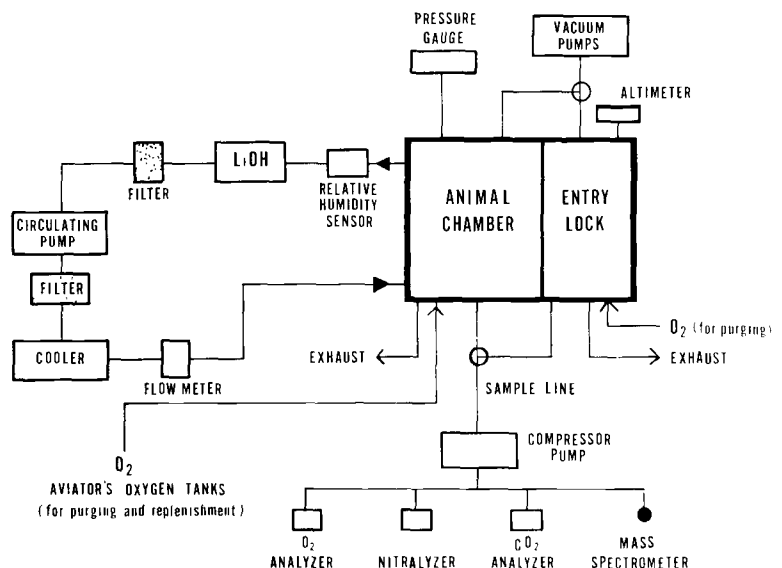 PRESSURE
GAUGE
VACUUM
PUMPS
ALTIMETER
FILTER
LiOH
RELATIVE
HUMIDITY
SENSOR
ANIMAL
CHAMBER
ENTRY
LOCK
CIRCULATING
PUMP
FILTER
COOLER
FLOW METER
EXHAUST
O2 (for purging)
EXHAUST
SAMPLE LINE
O2
AVIATOR'S OXYGEN TANKS
(for purging and replenishment)
COMPRESSOR
PUMP
O2
ANALYZER
NITRALYZER
CO2
ANALYZER
MASS
SPECTROMETER